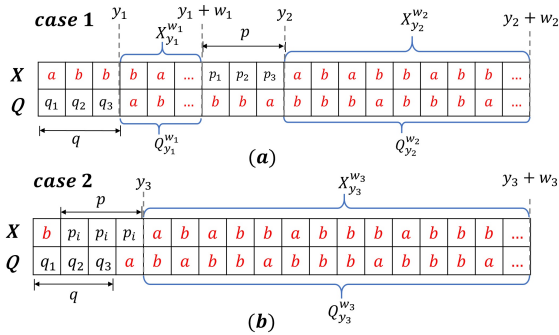 case 1
y1 y1 + w1 y2 y2 + w2
X_{y1}^{w1} p X_{y2}^{w2}
X a b b b a ... p1 p2 p3 a b a b b a b b ...
Q q1 q2 q3 a b ... b b a b a b b a b b a ...
q Q_{y1}^{w1} Q_{y2}^{w2}
(a)
case 2
y3 y3 + w3
p X_{y3}^{w3}
X b pi pi pi
Q q1 q2 q3 a
q Q_{y3}^{w3}
(b)